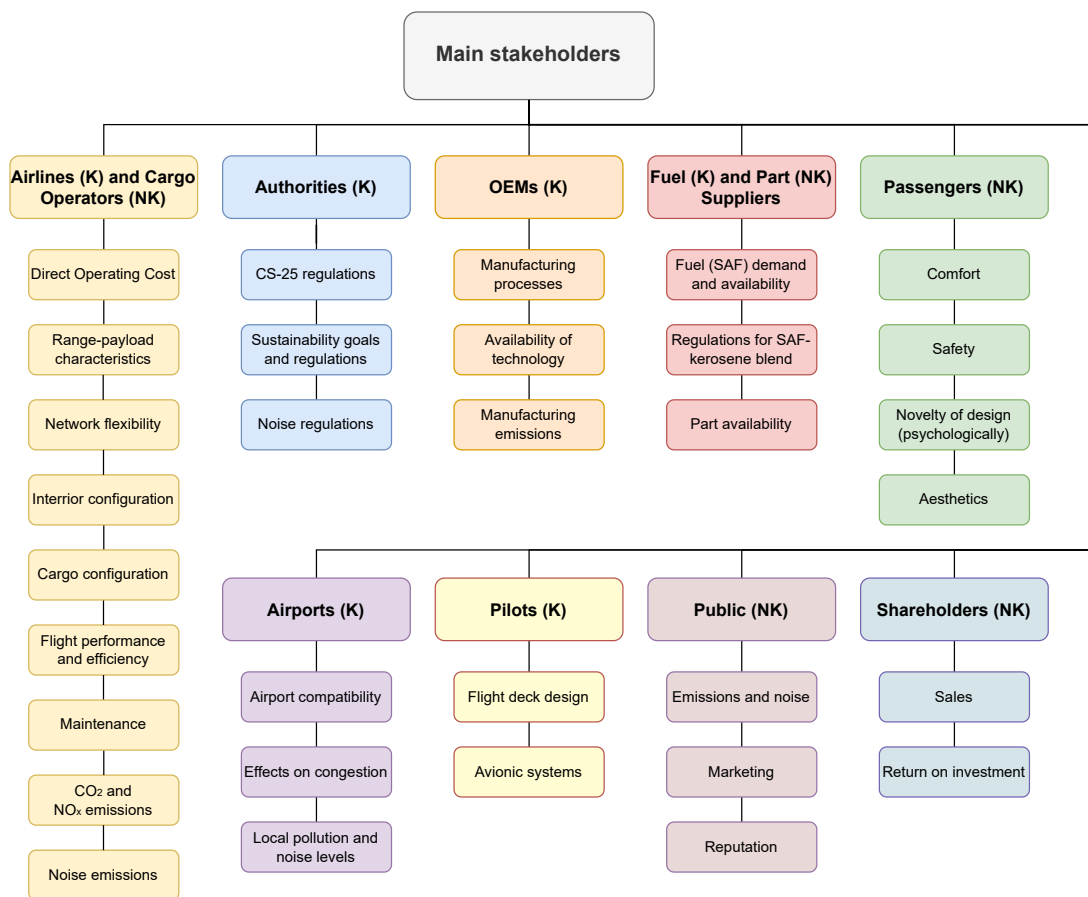 Main stakeholders
Airlines (K) and Cargo
Operators (NK)
Direct Operating Cost
Range-payload
characteristics
Network flexibility
Interrior configuration
Cargo configuration
Flight performance
and efficiency
Maintenance
CO₂ and
NOₓ emissions
Noise emissions
Authorities (K)
CS-25 regulations
Sustainability goals
and regulations
Noise regulations
OEMs (K)
Manufacturing
processes
Availability of
technology
Manufacturing
emissions
Fuel (K) and Part (NK)
Suppliers
Fuel (SAF) demand
and availability
Regulations for SAF-
kerosene blend
Part availability
Passengers (NK)
Comfort
Safety
Novelty of design
(psychologically)
Aesthetics
Airports (K)
Airport compatibility
Effects on congestion
Local pollution and
noise levels
Pilots (K)
Flight deck design
Avionic systems
Public (NK)
Emissions and noise
Marketing
Reputation
Shareholders (NK)
Sales
Return on investment